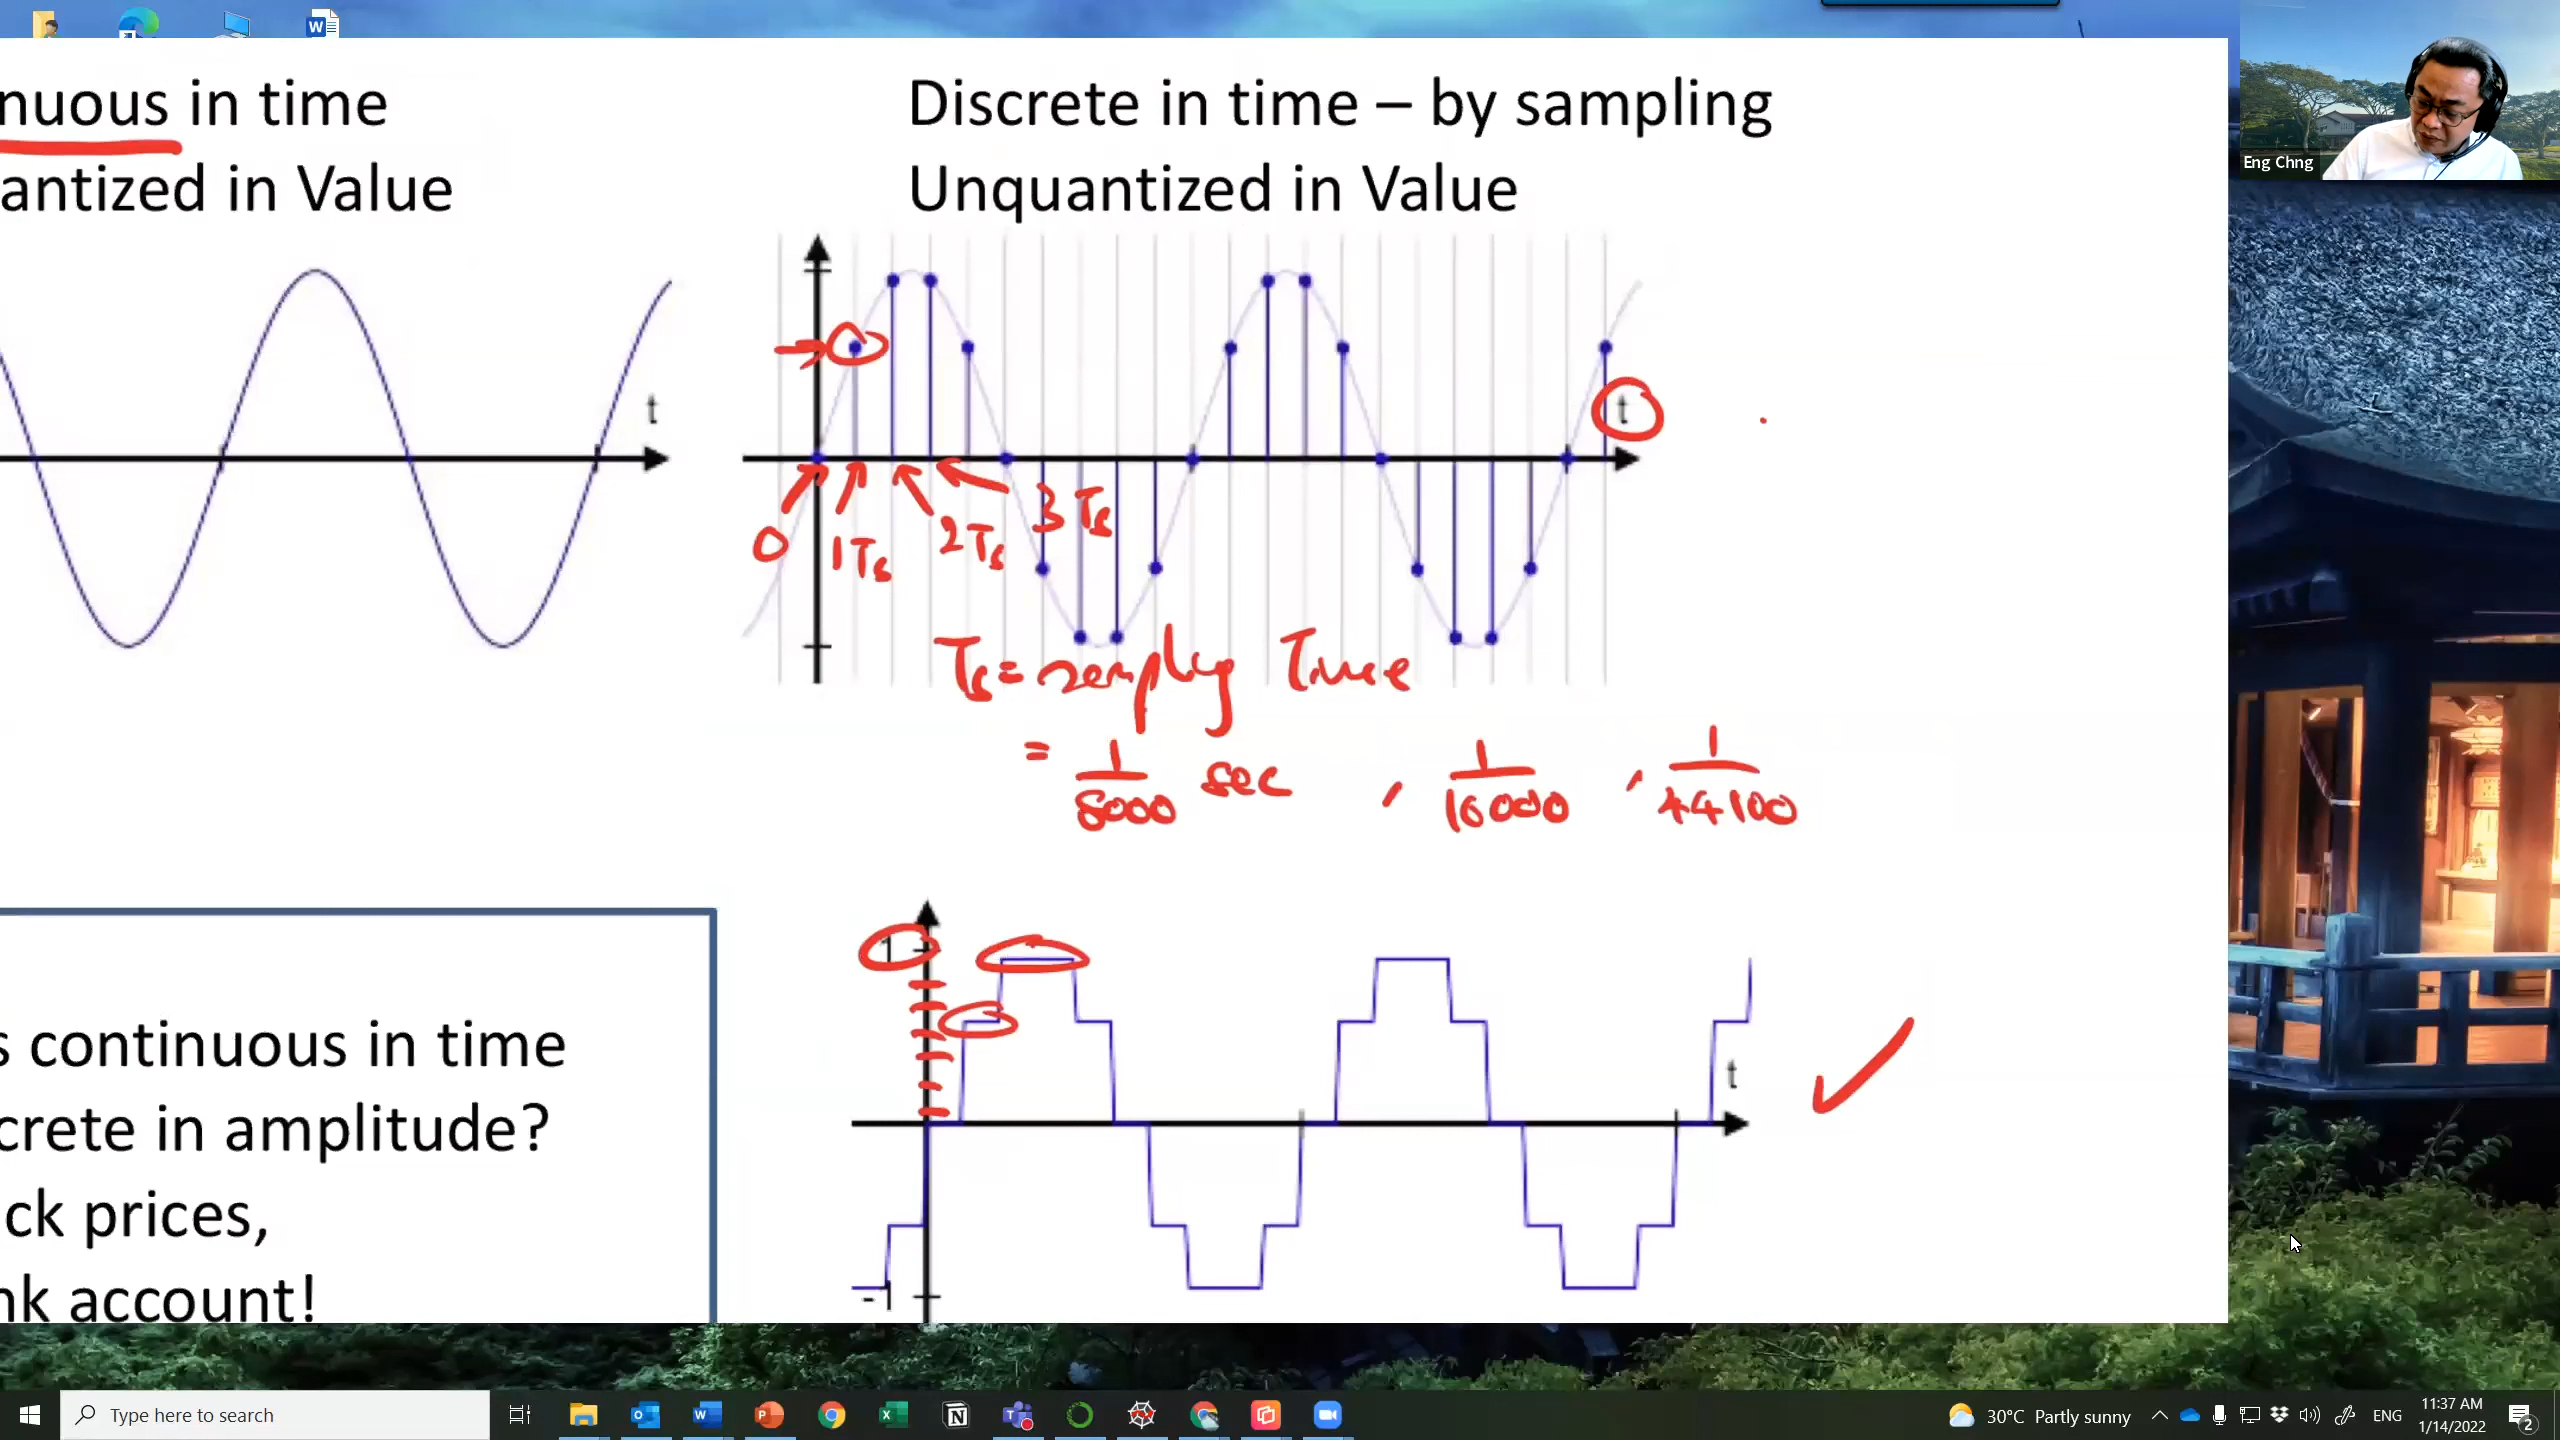 nuous in time
antized in Value
t
Discrete in time – by sampling
Unquantized in Value
t
0
1Ts
2Ts
3Ts
Ts = sampling Time
= 1/8000 sec , 1/16000 , 1/44100
1
t
-1
s continuous in time
crete in amplitude?
ck prices,
nk account!
Eng Chng
Type here to search
30°C Partly sunny
ENG
11:37 AM
1/14/2022
2